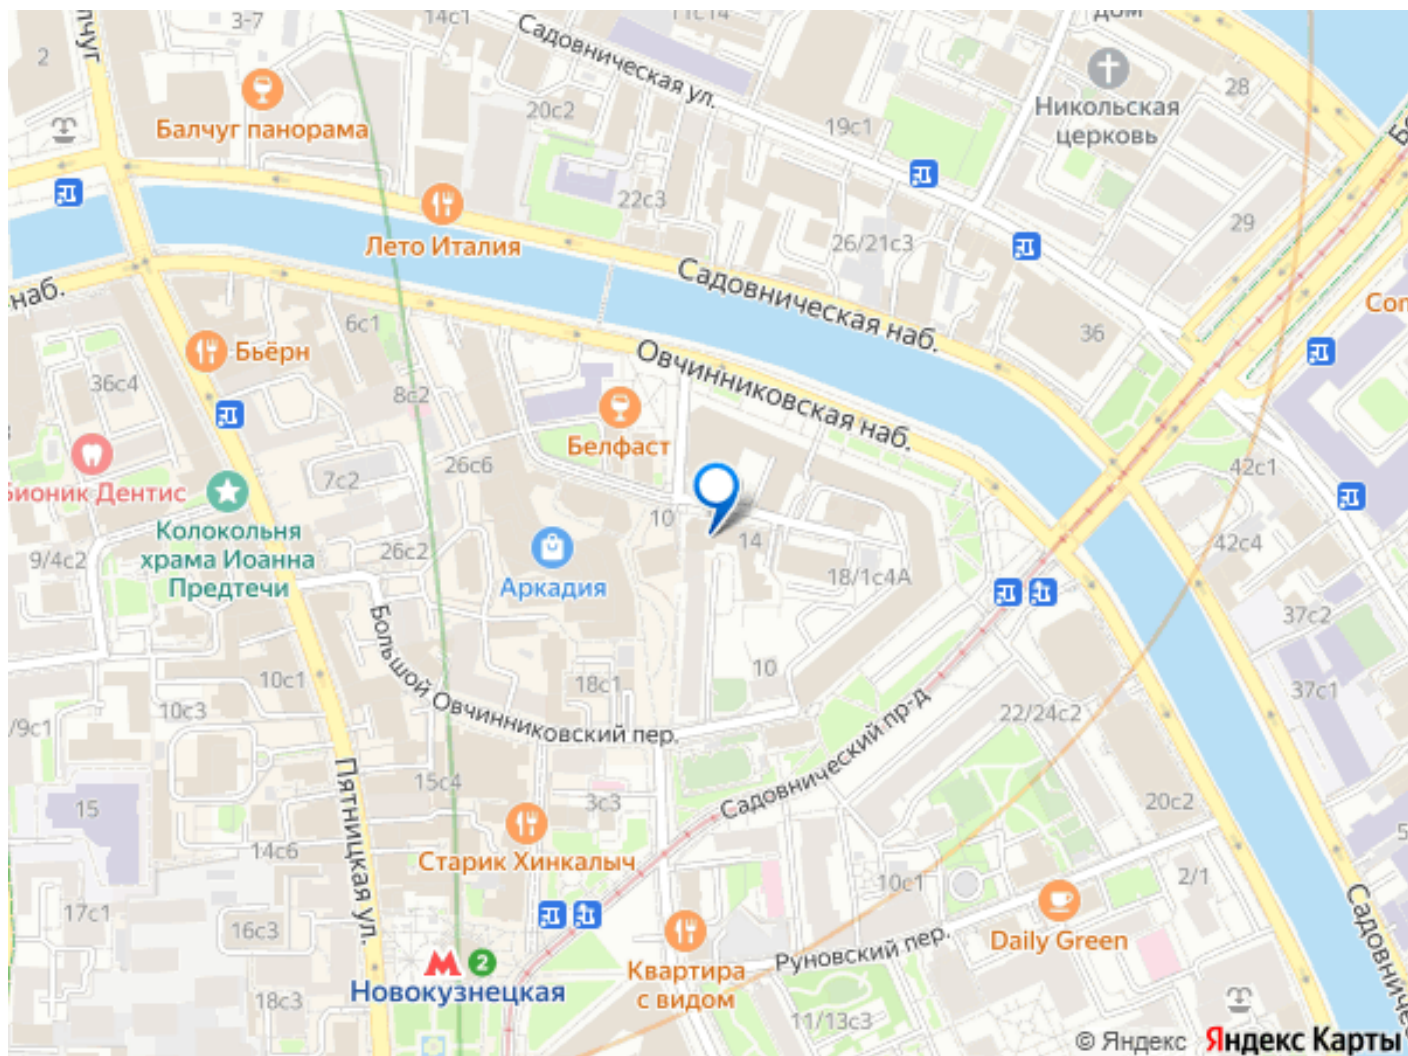 3-7
14с1
11с14
дом
2
Садовническая ул.
28
Никольская
церковь
Балчуг панорама
20с2
19с1
22с3
29
26/21с3
Лето Италия
Садовническая наб.
наб.
6с1
36
Бьёрн
Овчинниковская наб.
36с4
8с2
Белфаст
42с1
26с6
7с2
Бионик Дентис
Колокольня
храма Иоанна
Предтечи
10
14
42с4
9/4с2
26с2
18/1с4А
Аркадия
37с2
Большой Овчинниковский пер.
10с1
18с1
10
37с1
10с3
/9с1
22/24с2
Садовнический пр-д
15с4
3с3
20с2
15
Пятницкая ул.
14с6
Старик Хинкалыч
10с1
2/1
17с1
16с3
Daily Green
Руновский пер.
2
Новокузнецкая
Квартира
с видом
18с3
11/13с3
© Яндекс Яндекс Карты